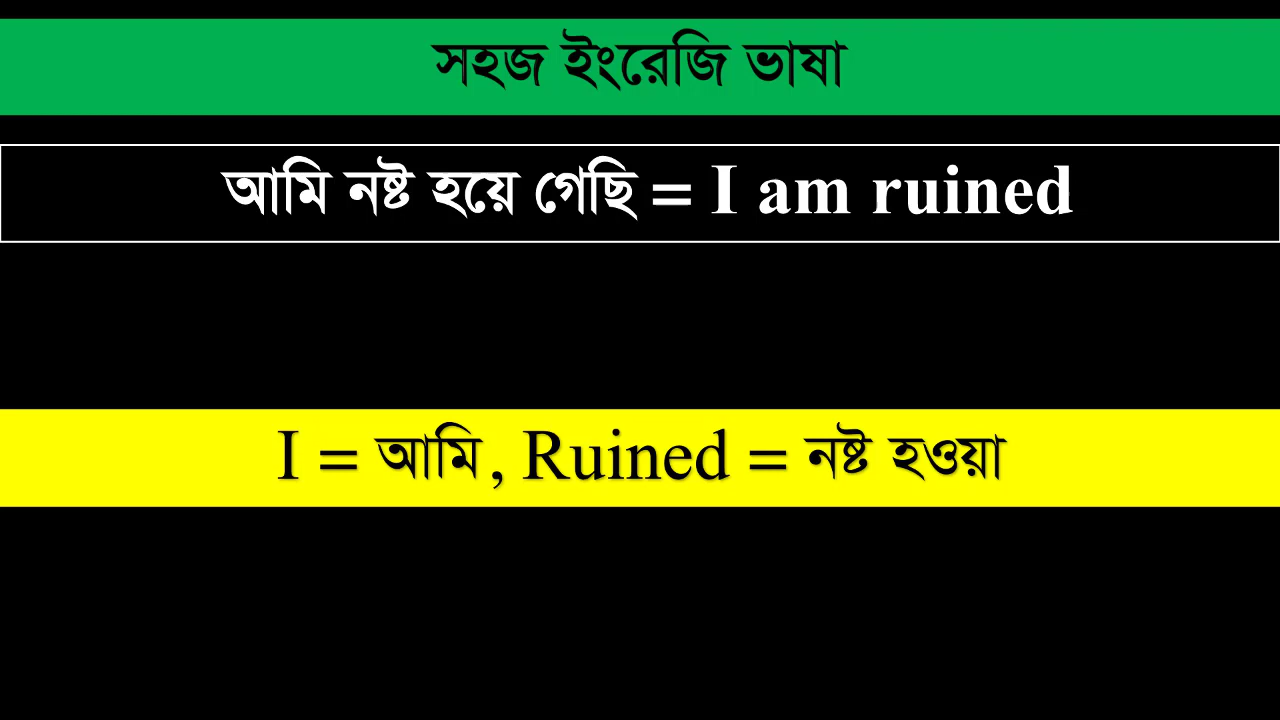 সহজ ইংরেজি ভাষা
আমি নষ্ট হয়ে গেছি = I am ruined
I = আমি, Ruined = নষ্ট হওয়া